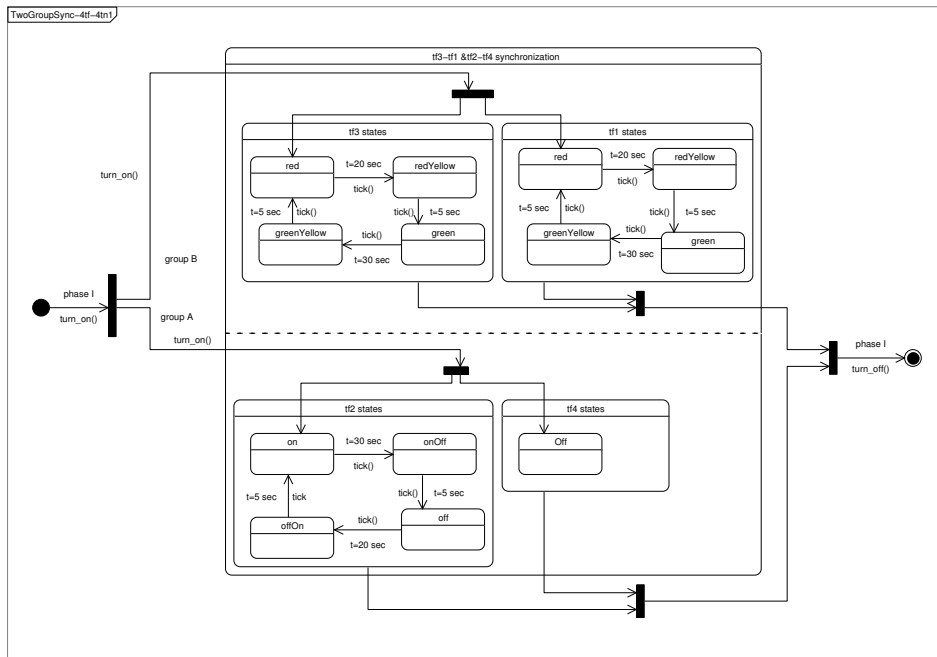 TwoGroupSync-4tf-4tn1
tf3-tf1 &tf2-tf4 synchronization
tf3 states
tf1 states
red
t=20 sec
redYellow
tick()
t=5 sec
tick()
tick()
t=5 sec
greenYellow
tick()
green
t=30 sec
red
t=20 sec
redYellow
tick()
t=5 sec
tick()
tick()
t=5 sec
greenYellow
tick()
green
t=30 sec
turn_on()
group B
phase I
turn_on()
group A
turn_on()
phase I
turn_off()
tf2 states
tf4 states
on
t=30 sec
onOff
tick()
t=5 sec
tick
tick()
t=5 sec
offOn
tick()
off
t=20 sec
Off